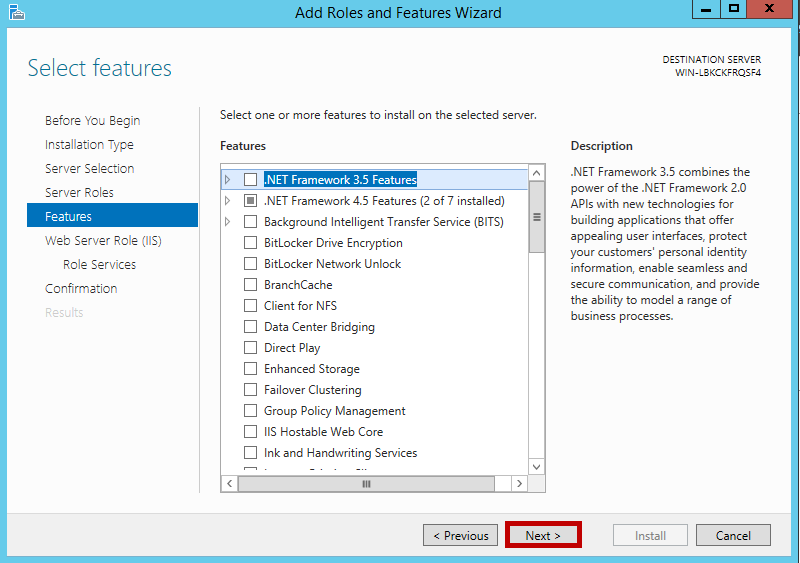 Add Roles and Features Wizard
Select features
DESTINATION SERVER
WIN-LBKCKFRQSF4
Before You Begin
Installation Type
Server Selection
Server Roles
Features
Web Server Role (IIS)
Role Services
Confirmation
Results
Select one or more features to install on the selected server.
Features
.NET Framework 3.5 Features
.NET Framework 4.5 Features (2 of 7 installed)
Background Intelligent Transfer Service (BITS)
BitLocker Drive Encryption
BitLocker Network Unlock
BranchCache
Client for NFS
Data Center Bridging
Direct Play
Enhanced Storage
Failover Clustering
Group Policy Management
IIS Hostable Web Core
Ink and Handwriting Services
Description
.NET Framework 3.5 combines the
power of the .NET Framework 2.0
APIs with new technologies for
building applications that offer
appealing user interfaces, protect
your customers' personal identity
information, enable seamless and
secure communication, and provide
the ability to model a range of
business processes.
< Previous
Next >
Install
Cancel